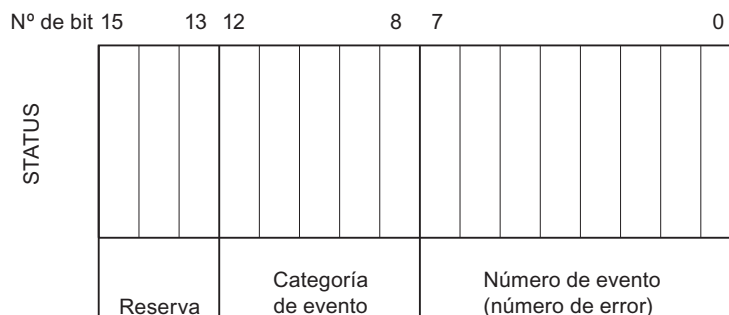 Nº de bit 15 13 12 8 7 0
STATUS
Reserva
Categoría
de evento
Número de evento
(número de error)